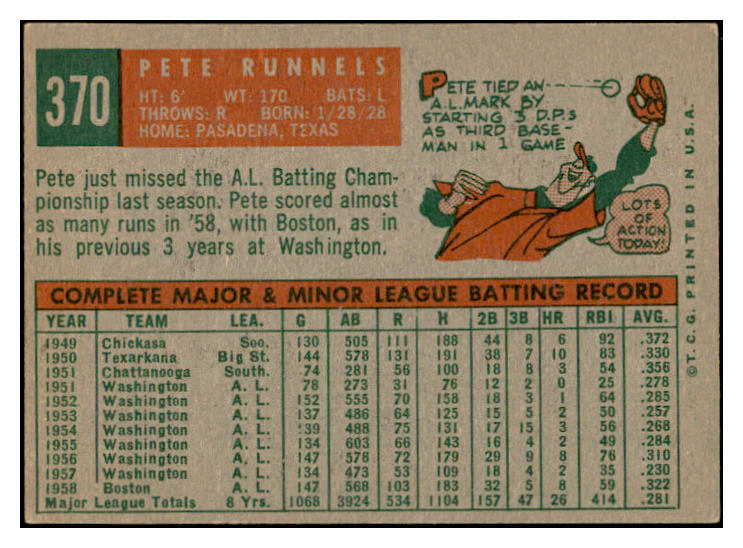 370
PETE RUNNELS
HT: 6' WT: 170 BATS: L
THROWS: R BORN: 1/28/28
HOME: PASADENA, TEXAS
Pete just missed the A.L. Batting Cham-
pionship last season. Pete scored almost
as many runs in '58, with Boston, as in
his previous 3 years at Washington.
PETE TIED AN
A.L. MARK BY
STARTING 3 D.P.S
AS THIRD BASE-
MAN IN 1 GAME
LOTS
OF
ACTION
TODAY!
COMPLETE MAJOR & MINOR LEAGUE BATTING RECORD
YEAR TEAM LEA. G AB R H 2B 3B HR RBI AVG.
1949 Chickasa Soo. 130 505 111 188 44 8 6 92 .372
1950 Texarkana Big St. 144 578 131 191 38 7 10 83 .330
1951 Chattanooga South. 74 281 56 100 18 8 3 54 .356
1951 Washington A. L. 78 273 31 76 12 2 0 25 .278
1952 Washington A. L. 152 555 70 158 18 3 1 64 .285
1953 Washington A. L. 137 486 64 125 15 5 2 50 .257
1954 Washington A. L. 139 488 75 131 17 15 3 56 .268
1955 Washington A. L. 134 603 66 143 16 4 2 49 .284
1956 Washington A. L. 147 578 72 179 29 9 8 76 .310
1957 Washington A. L. 134 473 53 109 18 4 2 35 .230
1958 Boston A. L. 147 568 103 183 32 5 8 59 .322
Major League Totals 8 Yrs. 1068 3924 534 1104 157 47 26 414 .281
© T. C. G. PRINTED IN U.S.A.